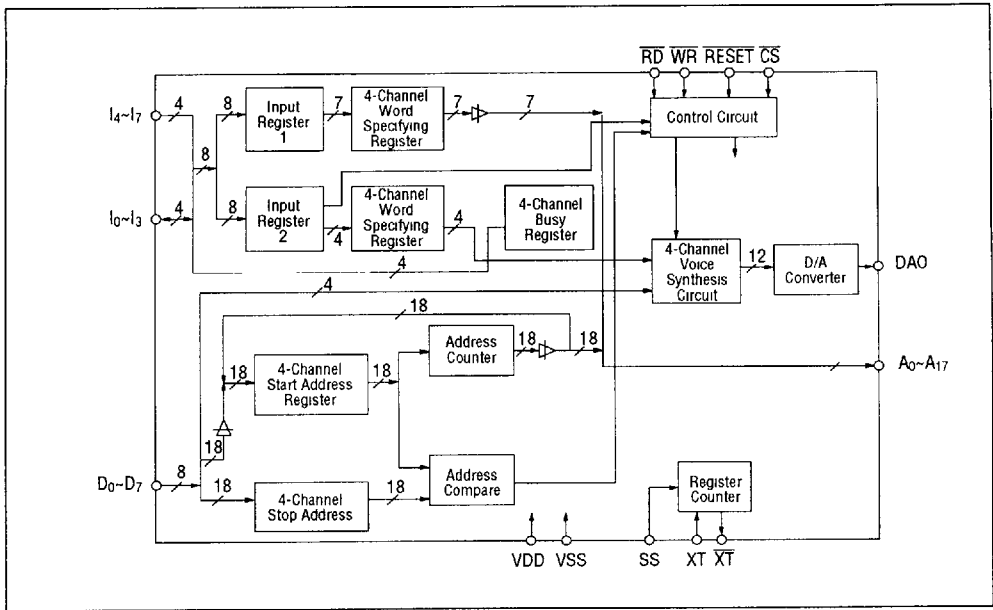 RD WR RESET CS
I4~I7
4
8
Input
Register
1
7
4-Channel
Word
Specifying
Register
7
7
Control Circuit
8
I0~I3
4
8
Input
Register
2
4
4-Channel
Word
Specifying
Register
4
4-Channel
Busy
Register
4
4
4-Channel
Voice
Synthesis
Circuit
12
D/A
Converter
DAO
18
18
4-Channel
Start Address
Register
18
Address
Counter
18
18
A0~A17
18
D0~D7
8
18
4-Channel
Stop Address
18
Address
Compare
Register
Counter
VDD VSS SS XT XT